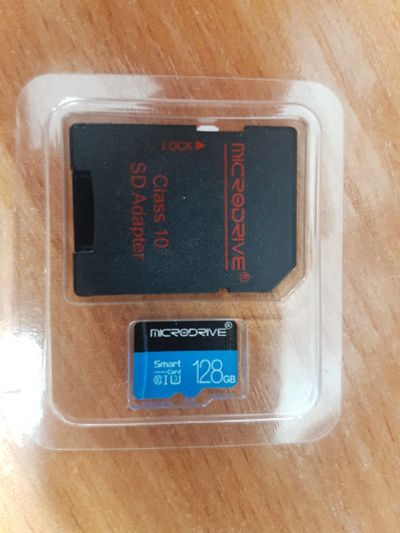 MICRODRIVE®
LOCK ▶
Class 10
SD Adapter
MICRODRIVE®
Smart
Card
128GB